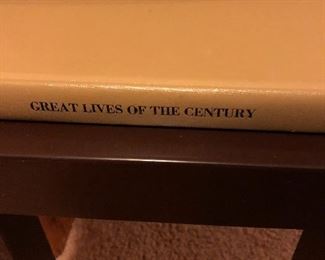 GREAT LIVES OF THE CENTURY